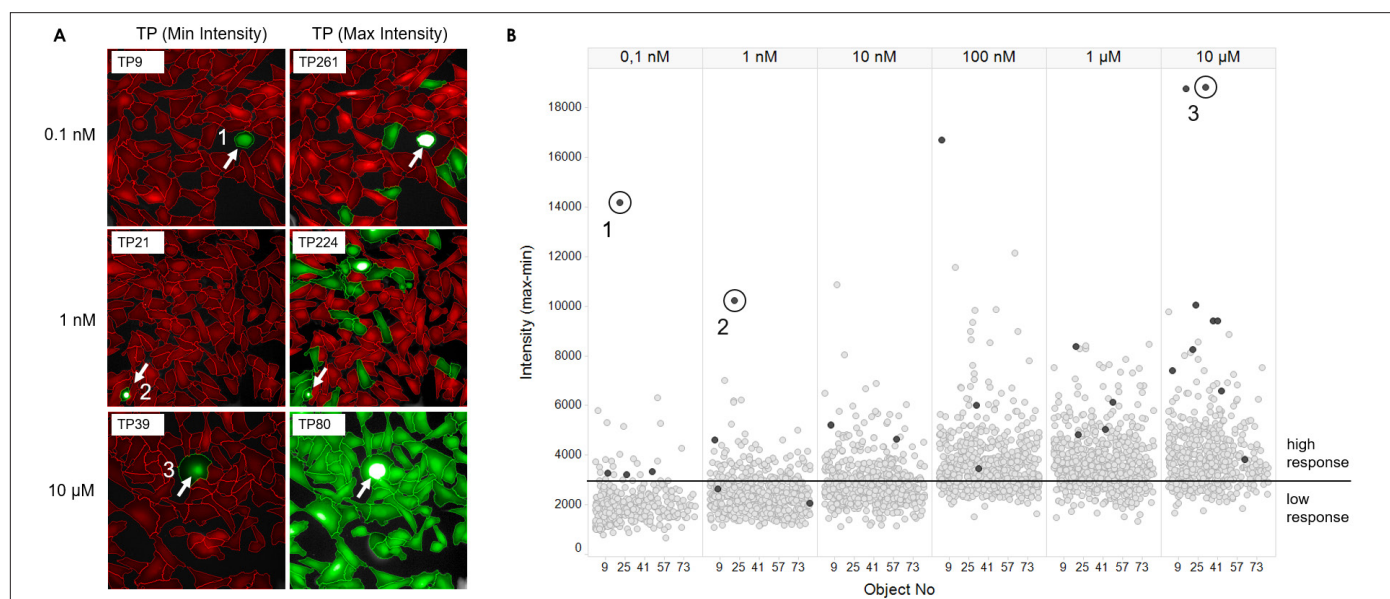 A
TP (Min Intensity)
TP (Max Intensity)
0.1 nM
TP9
1
TP261
1 nM
TP21
2
TP224
10 µM
TP39
3
TP80
B
0,1 nM
1 nM
10 nM
100 nM
1 µM
10 µM
Intensity (max-min)
18000
16000
14000
12000
10000
8000
6000
4000
2000
0
1
2
3
high
response
low
response
9 25 41 57 73 9 25 41 57 73 9 25 41 57 73 9 25 41 57 73 9 25 41 57 73 9 25 41 57 73
Object No